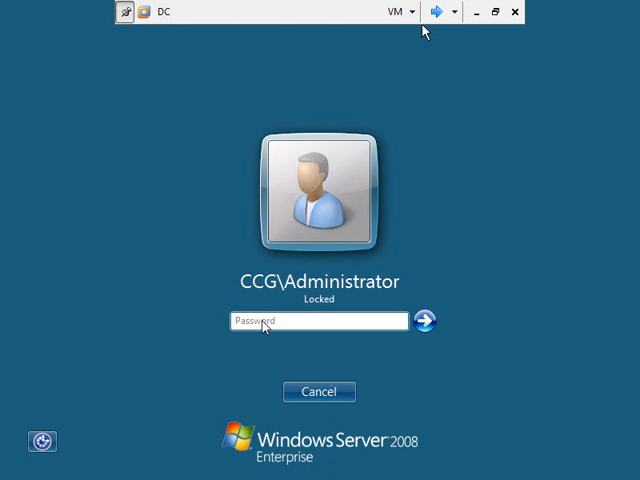 DC
VM
CCG\Administrator
Locked
Password
Cancel
Windows Server 2008
Enterprise